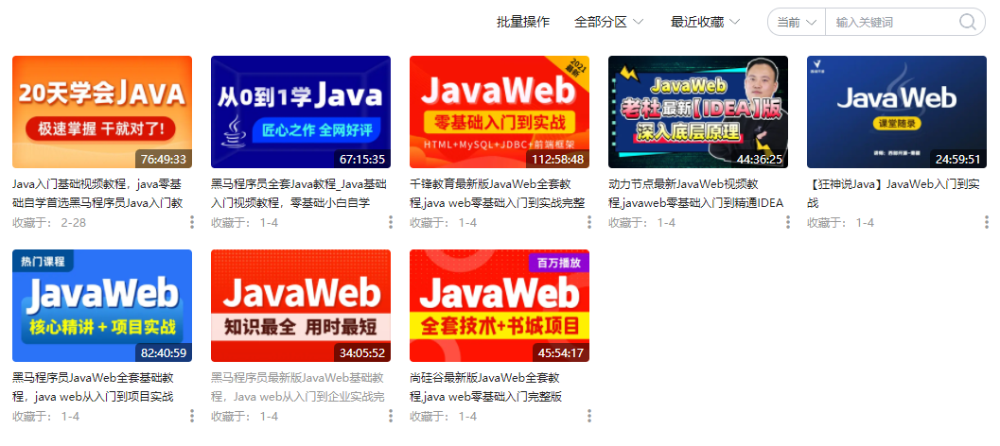 批量操作 全部分区 最近收藏 当前 输入关键词
20天学会JAVA
极速掌握 干就对了!
76:49:33
Java入门基础视频教程，java零基
础自学首选黑马程序员Java入门教
收藏于： 2-28
从0到1学Java
匠心之作 全网好评
67:15:35
黑马程序员全套Java教程_Java基础
入门视频教程，零基础小白自学
收藏于： 1-4
2021
最新
JavaWeb
零基础入门到实战
HTML+MySQL+JDBC+前端框架
112:58:48
千锋教育最新版JavaWeb全套教
程,java web零基础入门到实战完整
收藏于： 1-4
JavaWeb
老杜最新【IDEA】版
深入底层原理
44:36:25
动力节点最新JavaWeb视频教
程,javaweb零基础入门到精通IDEA
收藏于： 1-4
JavaWeb
课堂随录
24:59:51
【狂神说Java】JavaWeb入门到实
战
收藏于： 1-4
热门课程
JavaWeb
核心精讲+项目实战
82:40:59
黑马程序员JavaWeb全套基础教
程，java web从入门到项目实战
收藏于： 1-4
JavaWeb
知识最全 用时最短
34:05:52
黑马程序员最新版JavaWeb基础教
程，Java web从入门到企业实战完
收藏于： 1-4
百万播放
JavaWeb
全套技术+书城项目
45:54:17
尚硅谷最新版JavaWeb全套教
程,java web零基础入门完整版
收藏于： 1-4